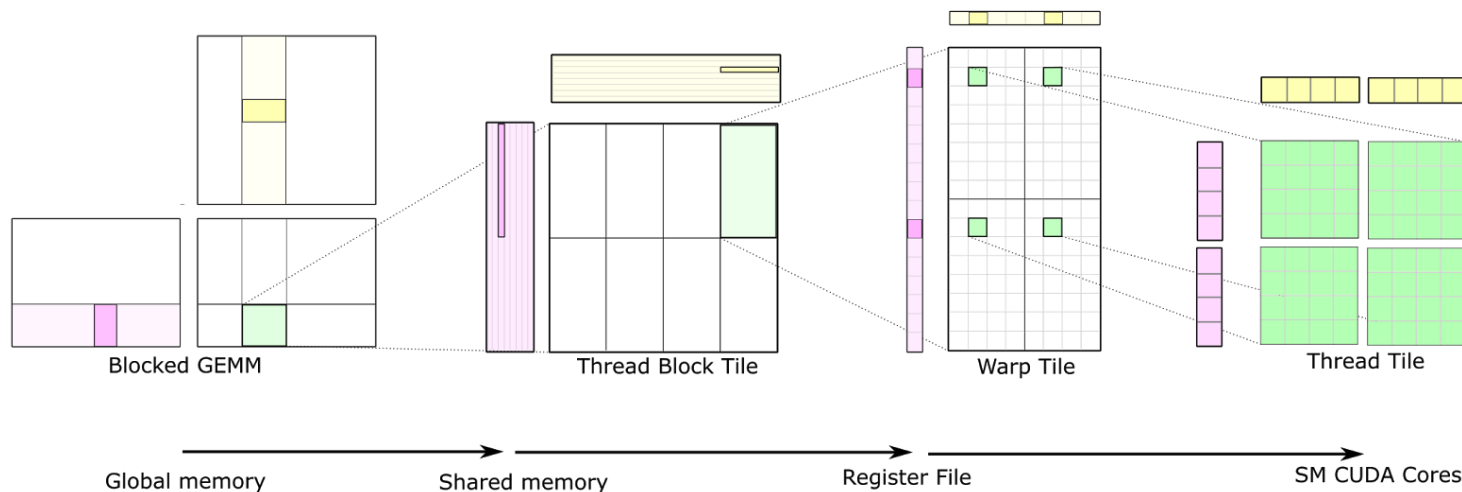 Blocked GEMM
Thread Block Tile
Warp Tile
Thread Tile
Global memory
Shared memory
Register File
SM CUDA Cores